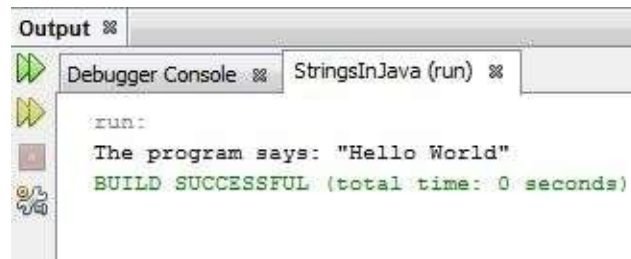 Output
Debugger Console StringsInJava (run)
run:
The program says: "Hello World"
BUILD SUCCESSFUL (total time: 0 seconds)